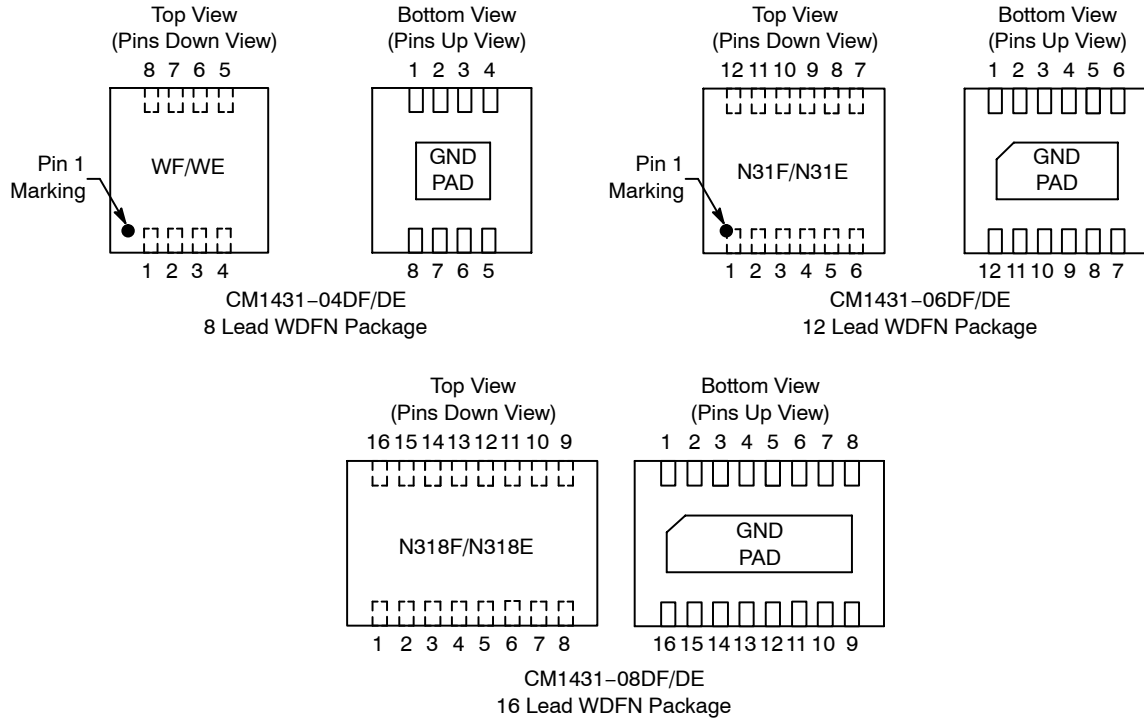 Top View
(Pins Down View)
8 7 6 5
WF/WE
Pin 1
Marking
1 2 3 4
Bottom View
(Pins Up View)
1 2 3 4
GND
PAD
8 7 6 5
CM1431–04DF/DE
8 Lead WDFN Package
Top View
(Pins Down View)
12 11 10 9 8 7
N31F/N31E
Pin 1
Marking
1 2 3 4 5 6
Bottom View
(Pins Up View)
1 2 3 4 5 6
GND
PAD
12 11 10 9 8 7
CM1431–06DF/DE
12 Lead WDFN Package
Top View
(Pins Down View)
16 15 14 13 12 11 10 9
N318F/N318E
1 2 3 4 5 6 7 8
Bottom View
(Pins Up View)
1 2 3 4 5 6 7 8
GND
PAD
16 15 14 13 12 11 10 9
CM1431–08DF/DE
16 Lead WDFN Package